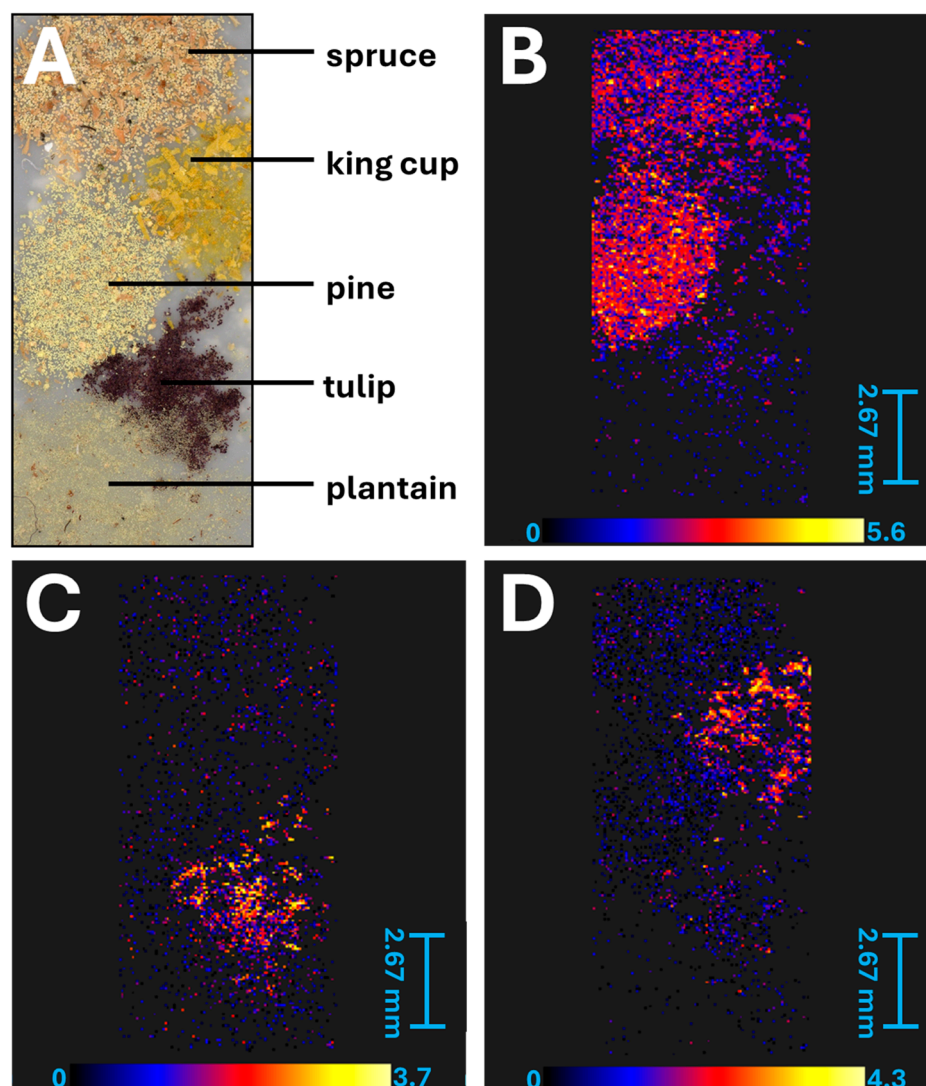 A
spruce
king cup
pine
tulip
plantain
B
2.67 mm
0
5.6
C
2.67 mm
0
3.7
D
2.67 mm
0
4.3